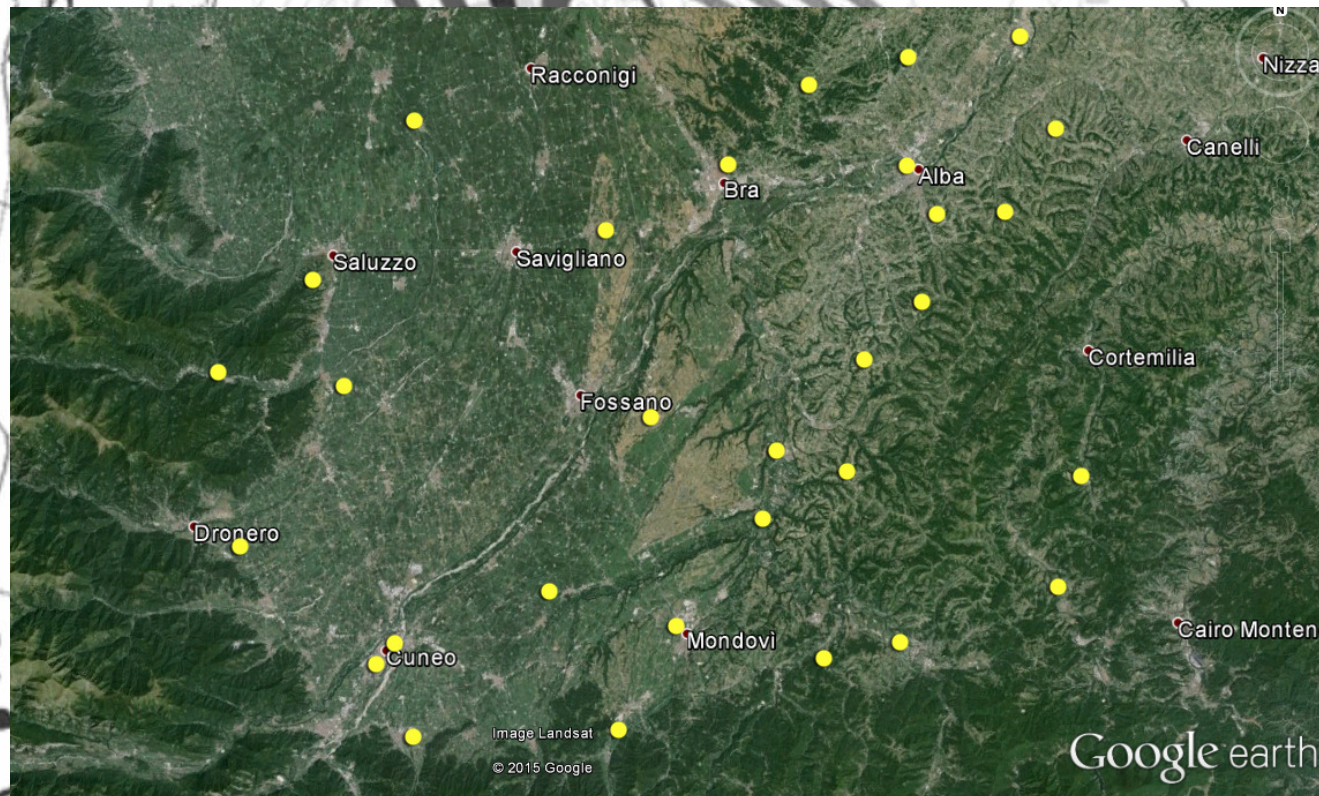 N
Nizza
Racconigi
Canelli
Alba
Bra
Saluzzo
Savigliano
Cortemilia
Fossano
Dronero
Cairo Monten
Mondovì
Cuneo
Image Landsat
© 2015 Google
Google earth